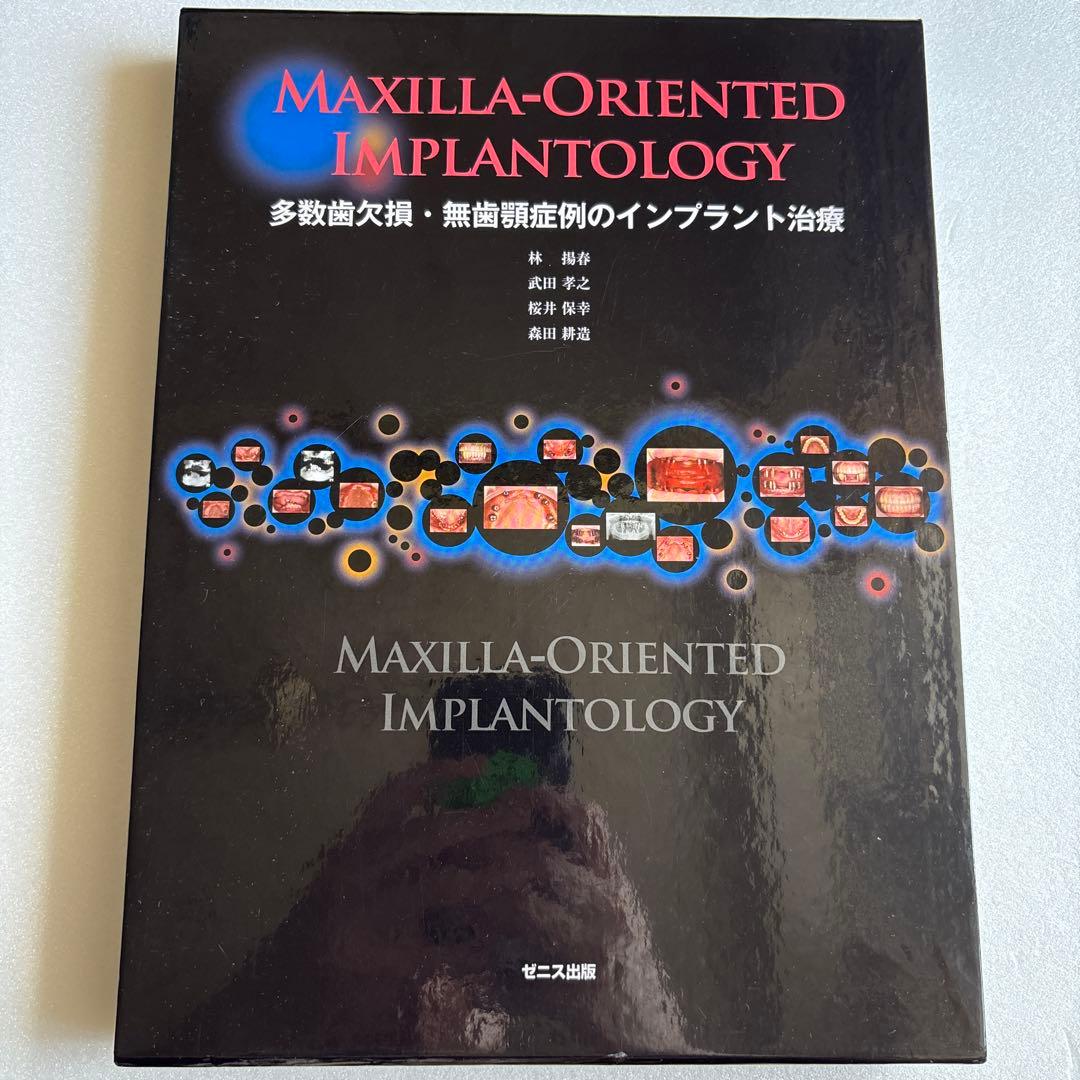 MAXILLA-ORIENTED
IMPLANTOLOGY
多数歯欠損・無歯顎症例のインプラント治療
林 揚春
武田 孝之
桜井 保幸
森田 耕造
MAXILLA-ORIENTED
IMPLANTOLOGY
ゼニス出版